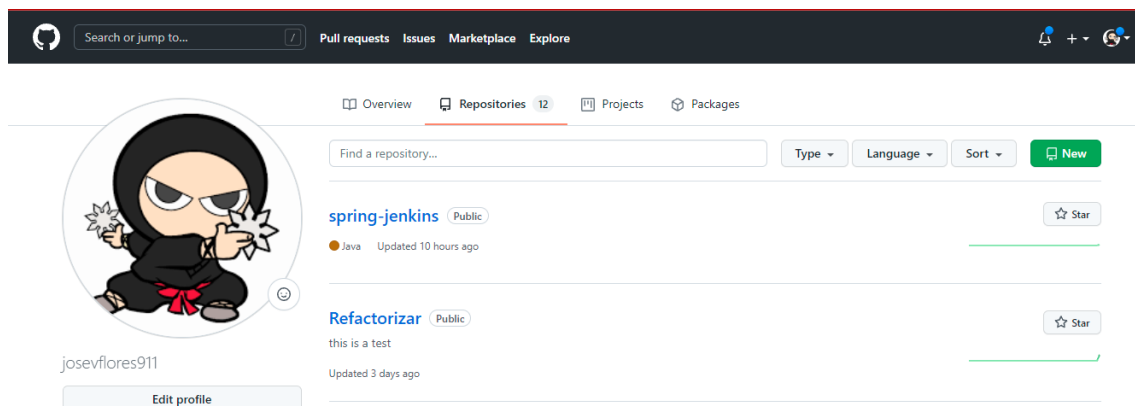 Search or jump to... /
Pull requests Issues Marketplace Explore
Overview Repositories 12 Projects Packages
Find a repository...
Type Language Sort New
spring-jenkins Public
Star
Java Updated 10 hours ago
Refactorizar Public
Star
this is a test
Updated 3 days ago
josevflores911
Edit profile